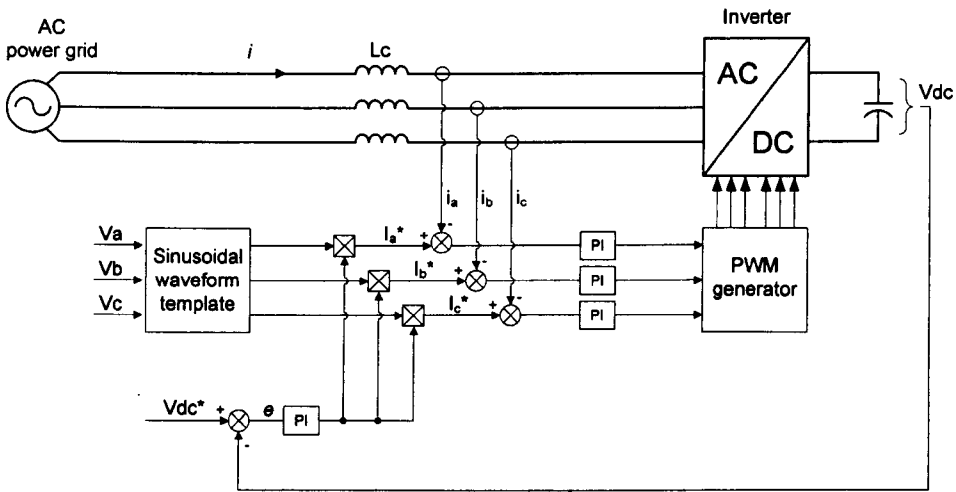 AC
power grid
i
Lc
Inverter
AC
DC
Vdc
ia
ib
ic
-
-
-
Va
Vb
Vc
Sinusoidal
waveform
template
Ia*
Ib*
Ic*
+
+
+
PI
PI
PI
PWM
generator
Vdc*
+
-
e
PI